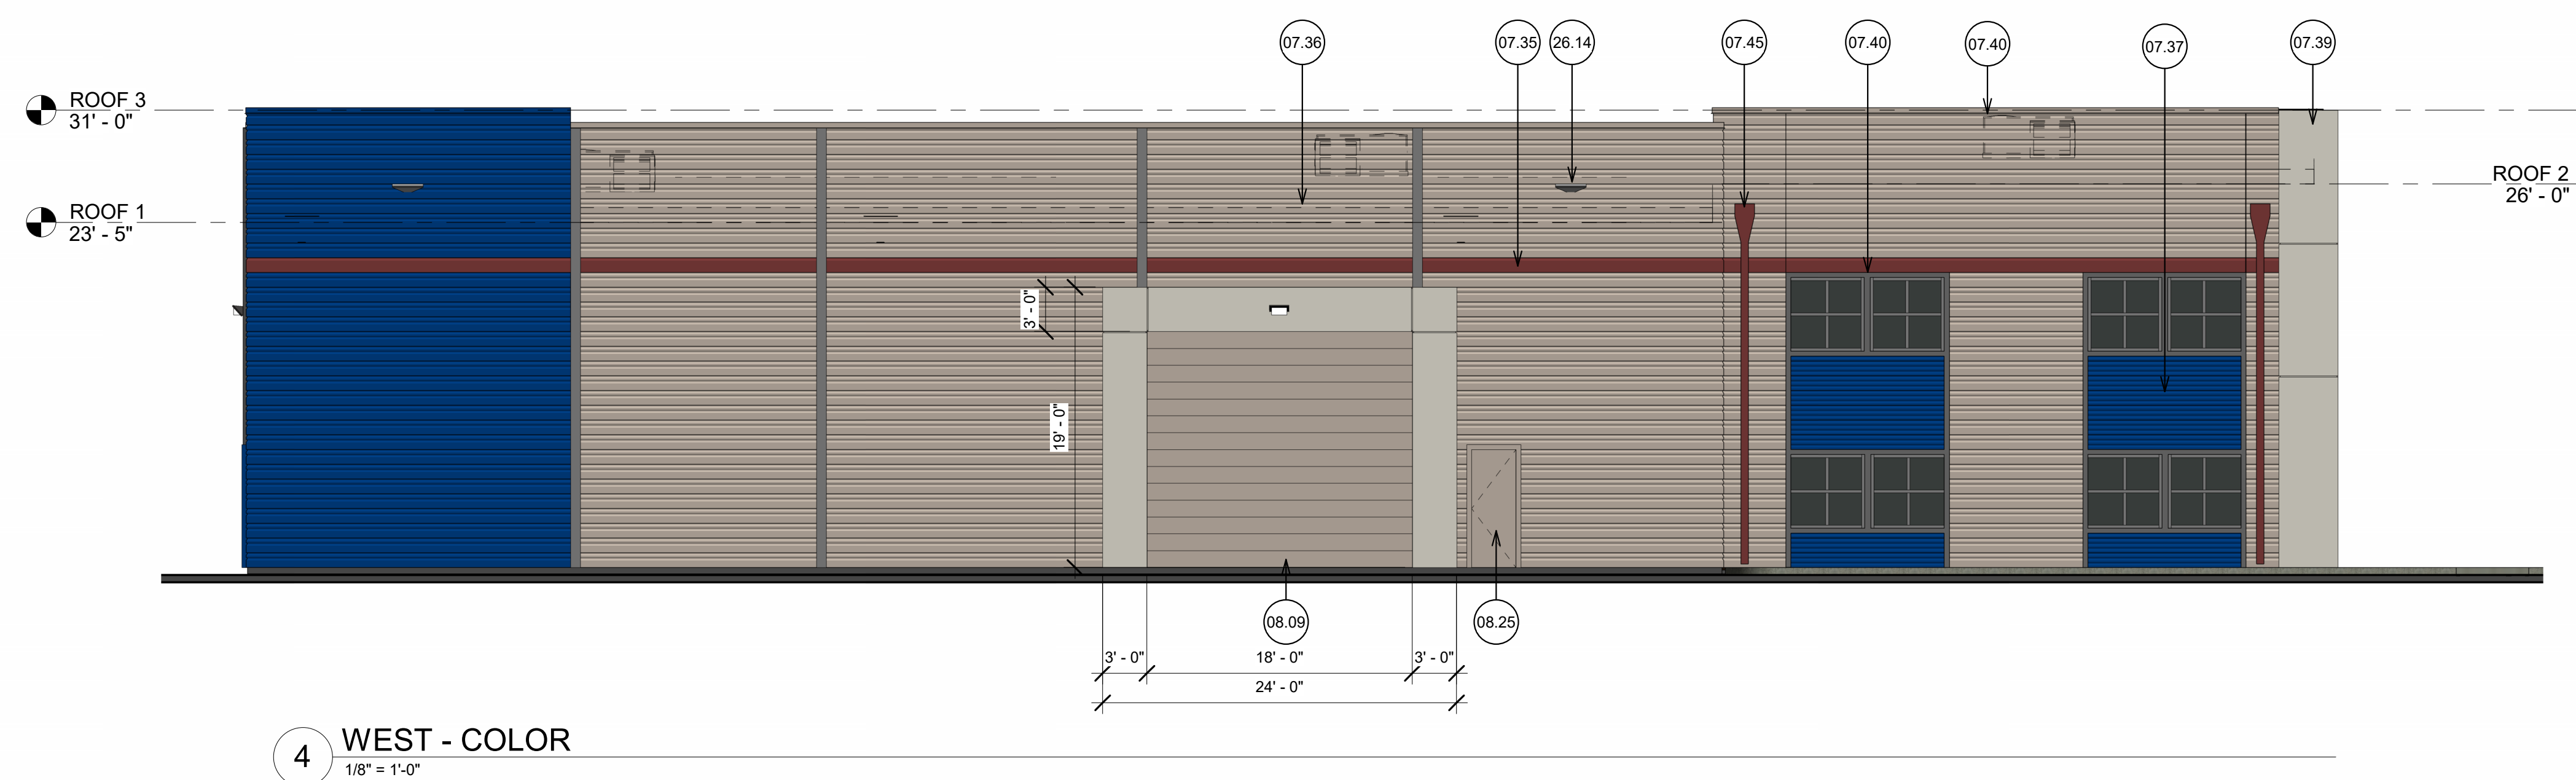 07.36
07.35
26.14
07.45
07.40
07.40
07.37
07.39
ROOF 3
31' - 0"
ROOF 2
26' - 0"
ROOF 1
23' - 5"
3' - 0"
19' - 0"
08.09
08.25
3' - 0"
18' - 0"
3' - 0"
24' - 0"
4
WEST - COLOR
1/8" = 1'-0"